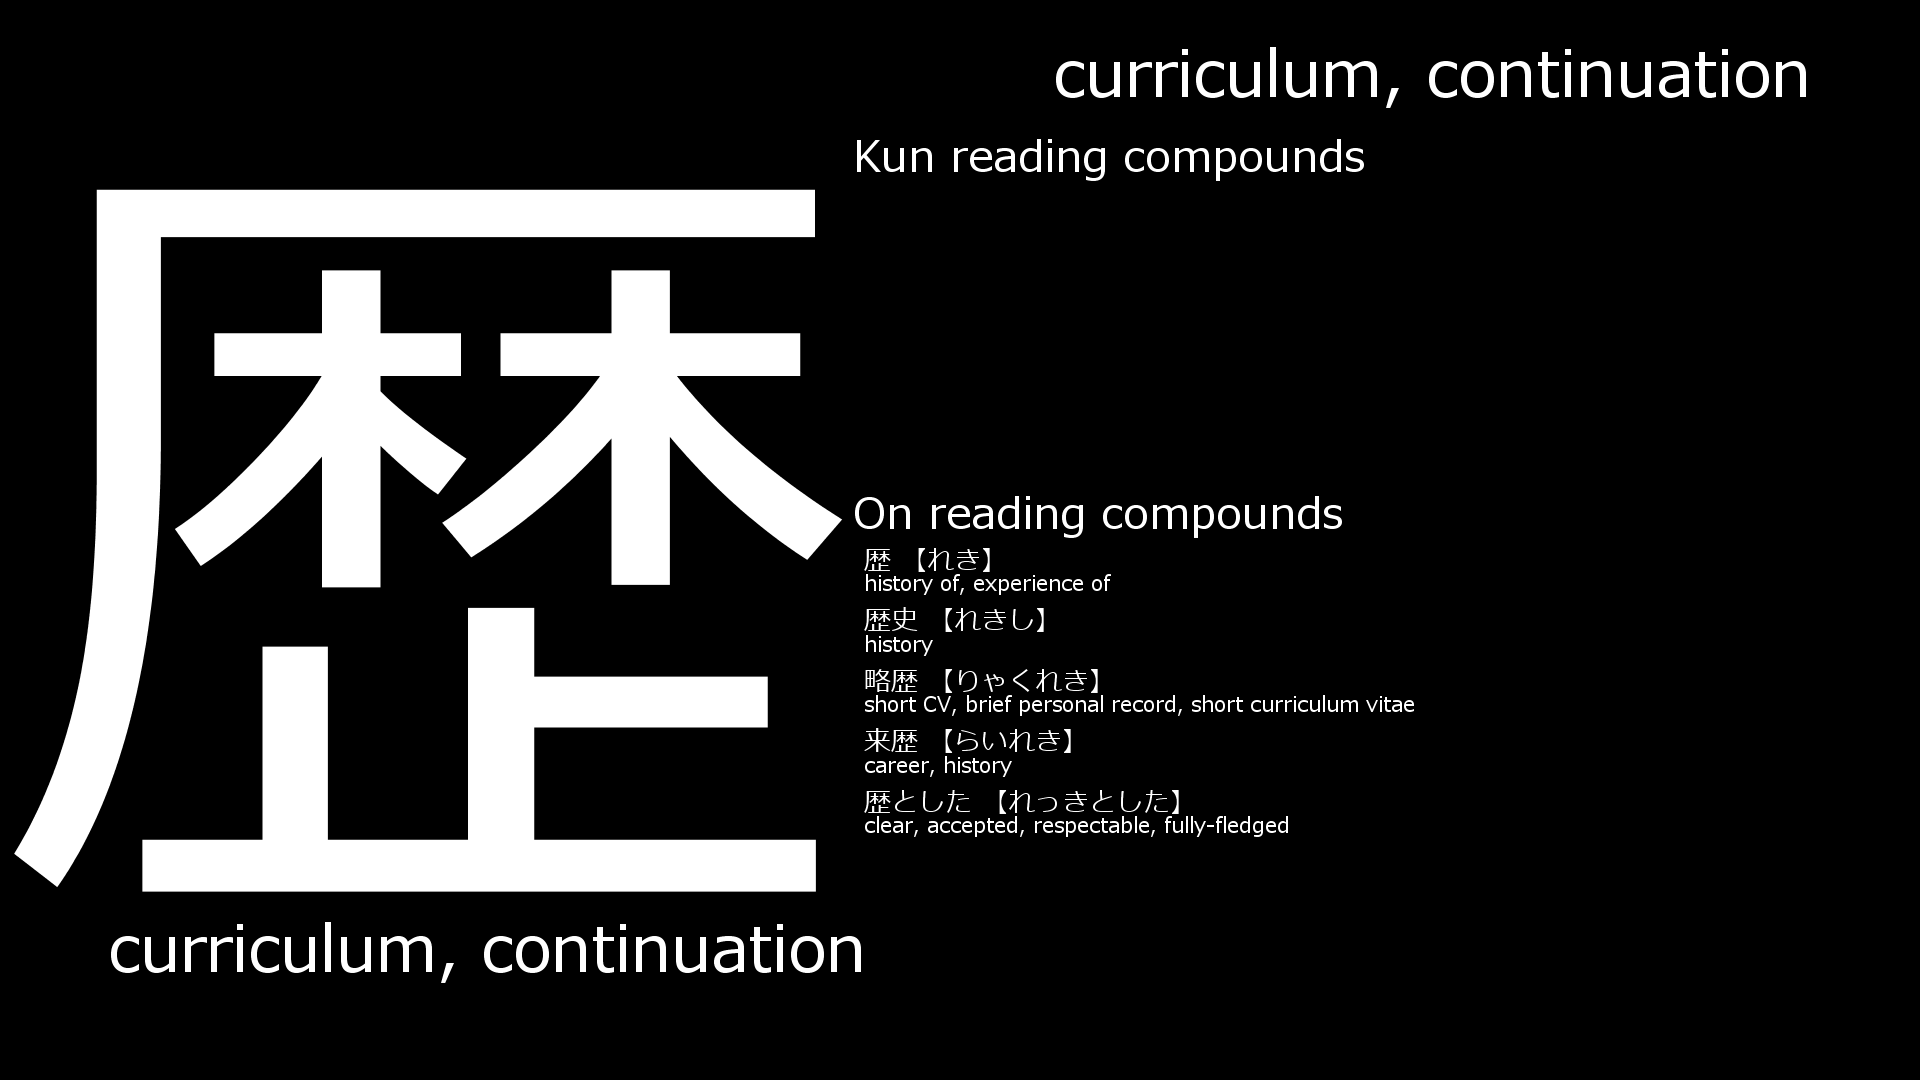 curriculum, continuation
Kun reading compounds
歴
On reading compounds
歴 【れき】
history of, experience of
歴史 【れきし】
history
略歴 【りゃくれき】
short CV, brief personal record, short curriculum vitae
来歴 【らいれき】
career, history
歴とした 【れっきとした】
clear, accepted, respectable, fully-fledged
curriculum, continuation